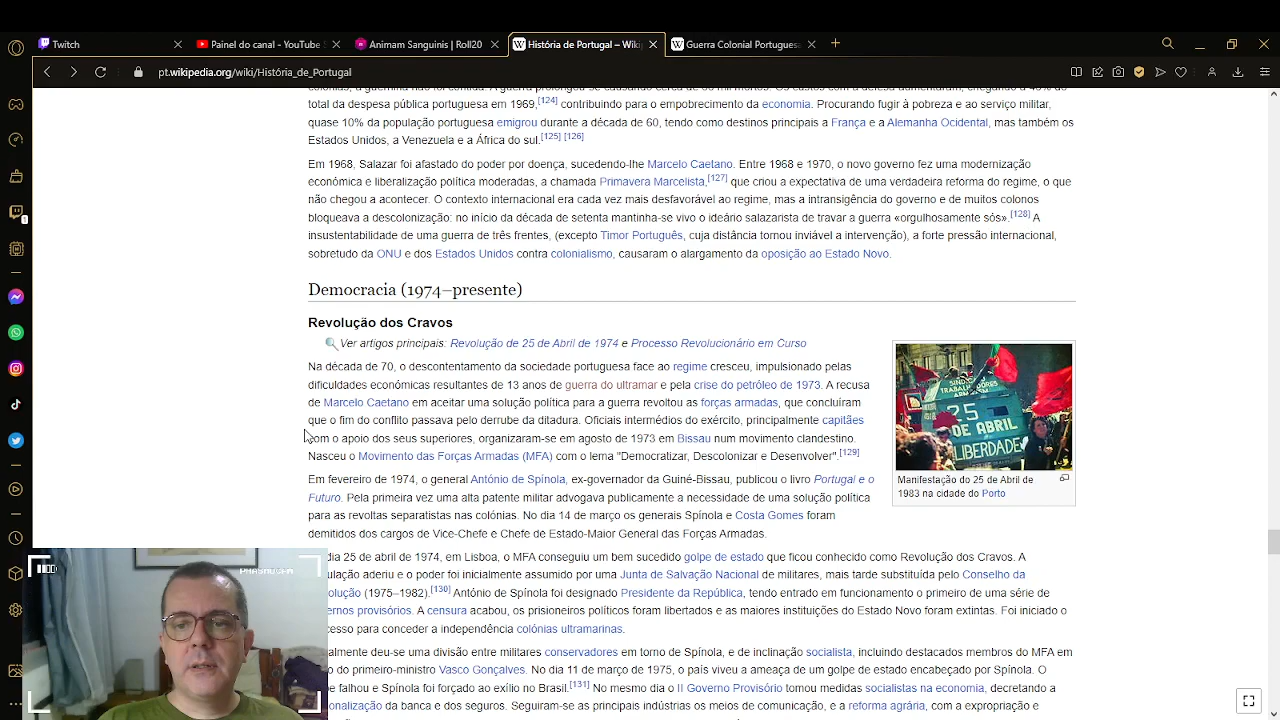 Twitch
Painel do canal - YouTube S
Animam Sanguinis | Roll20
História de Portugal – Wiki
Guerra Colonial Portuguesa
pt.wikipedia.org/wiki/História_de_Portugal
total da despesa pública portuguesa em 1969,[124] contribuindo para o empobrecimento da economia. Procurando fugir à pobreza e ao serviço militar,
quase 10% da população portuguesa emigrou durante a década de 60, tendo como destinos principais a França e a Alemanha Ocidental, mas também os
Estados Unidos, a Venezuela e a África do sul.[125] [126]
Em 1968, Salazar foi afastado do poder por doença, sucedendo-lhe Marcelo Caetano. Entre 1968 e 1970, o novo governo fez uma modernização
económica e liberalização política moderadas, a chamada Primavera Marcelista,[127] que criou a expectativa de uma verdadeira reforma do regime, o que
não chegou a acontecer. O contexto internacional era cada vez mais desfavorável ao regime, mas a intransigência do governo e de muitos colonos
bloqueava a descolonização: no início da década de setenta mantinha-se vivo o ideário salazarista de travar a guerra «orgulhosamente sós».[128] A
insustentabilidade de uma guerra de três frentes, (excepto Timor Português, cuja distância tornou inviável a intervenção), a forte pressão internacional,
sobretudo da ONU e dos Estados Unidos contra colonialismo, causaram o alargamento da oposição ao Estado Novo.
Democracia (1974–presente)
Revolução dos Cravos
Ver artigos principais: Revolução de 25 de Abril de 1974 e Processo Revolucionário em Curso
Na década de 70, o descontentamento da sociedade portuguesa face ao regime cresceu, impulsionado pelas
dificuldades económicas resultantes de 13 anos de guerra do ultramar e pela crise do petróleo de 1973. A recusa
de Marcelo Caetano em aceitar uma solução política para a guerra revoltou as forças armadas, que concluíram
que o fim do conflito passava pelo derrube da ditadura. Oficiais intermédios do exército, principalmente capitães
com o apoio dos seus superiores, organizaram-se em agosto de 1973 em Bissau num movimento clandestino.
Nasceu o Movimento das Forças Armadas (MFA) com o lema "Democratizar, Descolonizar e Desenvolver".[129]
SINDIC
TRABALHADORES
25
DE ABRIL
LIBERDADE
Manifestação do 25 de Abril de
1983 na cidade do Porto
Em fevereiro de 1974, o general António de Spínola, ex-governador da Guiné-Bissau, publicou o livro Portugal e o
Futuro. Pela primeira vez uma alta patente militar advogava publicamente a necessidade de uma solução política
para as revoltas separatistas nas colónias. No dia 14 de março os generais Spínola e Costa Gomes foram
demitidos dos cargos de Vice-Chefe e Chefe de Estado-Maior General das Forças Armadas.
dia 25 de abril de 1974, em Lisboa, o MFA conseguiu um bem sucedido golpe de estado que ficou conhecido como Revolução dos Cravos. A
ulação aderiu e o poder foi inicialmente assumido por uma Junta de Salvação Nacional de militares, mais tarde substituída pelo Conselho da
olução (1975–1982).[130] António de Spínola foi designado Presidente da República, tendo entrado em funcionamento o primeiro de uma série de
ernos provisórios. A censura acabou, os prisioneiros políticos foram libertados e as maiores instituições do Estado Novo foram extintas. Foi iniciado o
cesso para conceder a independência colónias ultramarinas.
almente deu-se uma divisão entre militares conservadores em torno de Spínola, e de inclinação socialista, incluindo destacados membros do MFA em
o do primeiro-ministro Vasco Gonçalves. No dia 11 de março de 1975, o país viveu a ameaça de um golpe de estado encabeçado por Spínola. O
e falhou e Spínola foi forçado ao exílio no Brasil.[131] No mesmo dia o II Governo Provisório tomou medidas socialistas na economia, decretando a
onalização da banca e dos seguros. Seguiram-se as principais indústrias os meios de comunicação, e a reforma agrária, com a expropriação e